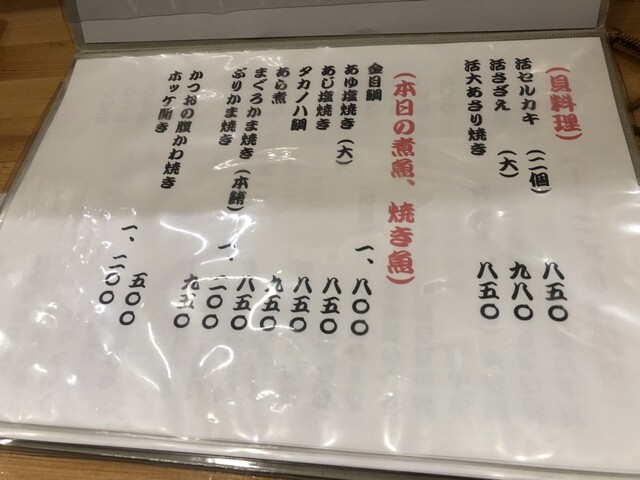 (貝料理)
活セルカキ (二個) 八五〇
活さざえ (大) 九八〇
活大あさり焼き 八五〇
(本日の煮魚、焼き魚)
金目鯛 一、八〇〇
あゆ塩焼き(大) 八五〇
あじ塩焼き 八五〇
タカノハ鯛 九五〇
あら煮 八五〇
まぐろかま焼き(本鮪) 一、二〇〇
ぶりかま焼き 九五〇
かつおの腹かわ焼き 五〇〇
ホッケ開き 一、二〇〇